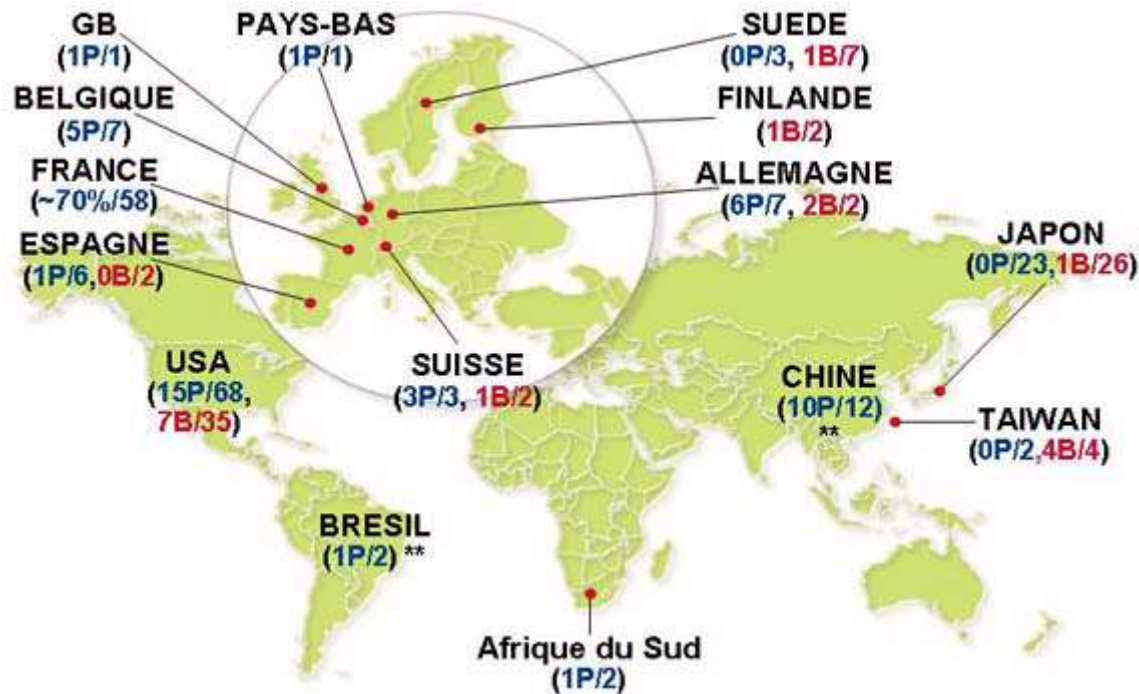 GB
(1P/1)
PAYS-BAS
(1P/1)
SUEDE
(0P/3, 1B/7)
BELGIQUE
(5P/7)
FINLANDE
(1B/2)
FRANCE
(~70%/58)
ALLEMAGNE
(6P/7, 2B/2)
ESPAGNE
(1P/6,0B/2)
JAPON
(0P/23,1B/26)
USA
(15P/68,
7B/35)
SUISSE
(3P/3, 1B/2)
CHINE
(10P/12)
**
TAIWAN
(0P/2,4B/4)
BRESIL
(1P/2) **
Afrique du Sud
(1P/2)